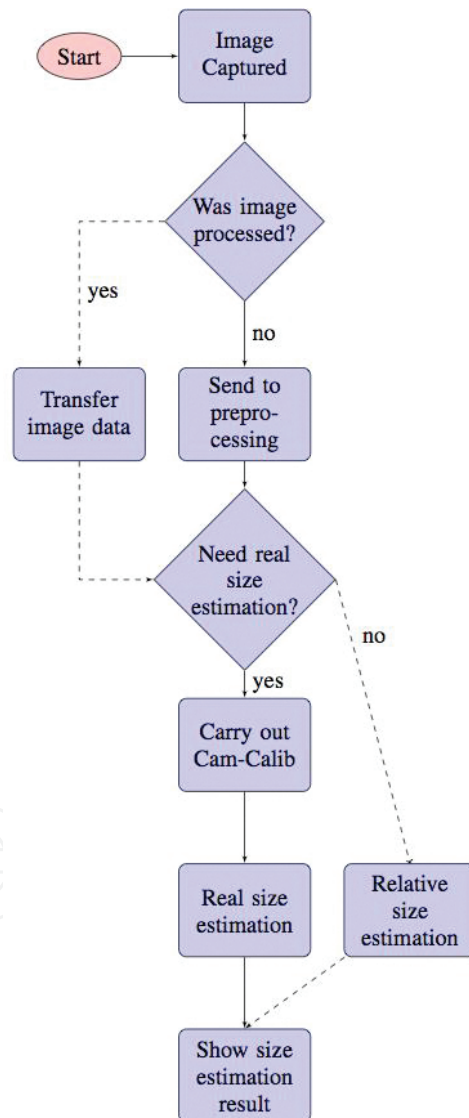 Start
Image
Captured
Was image
processed?
yes
no
Transfer
image data
Send to
prepro-
cessing
Need real
size
estimation?
no
yes
Carry out
Cam-Calib
Real size
estimation
Relative
size
estimation
Show size
estimation
result